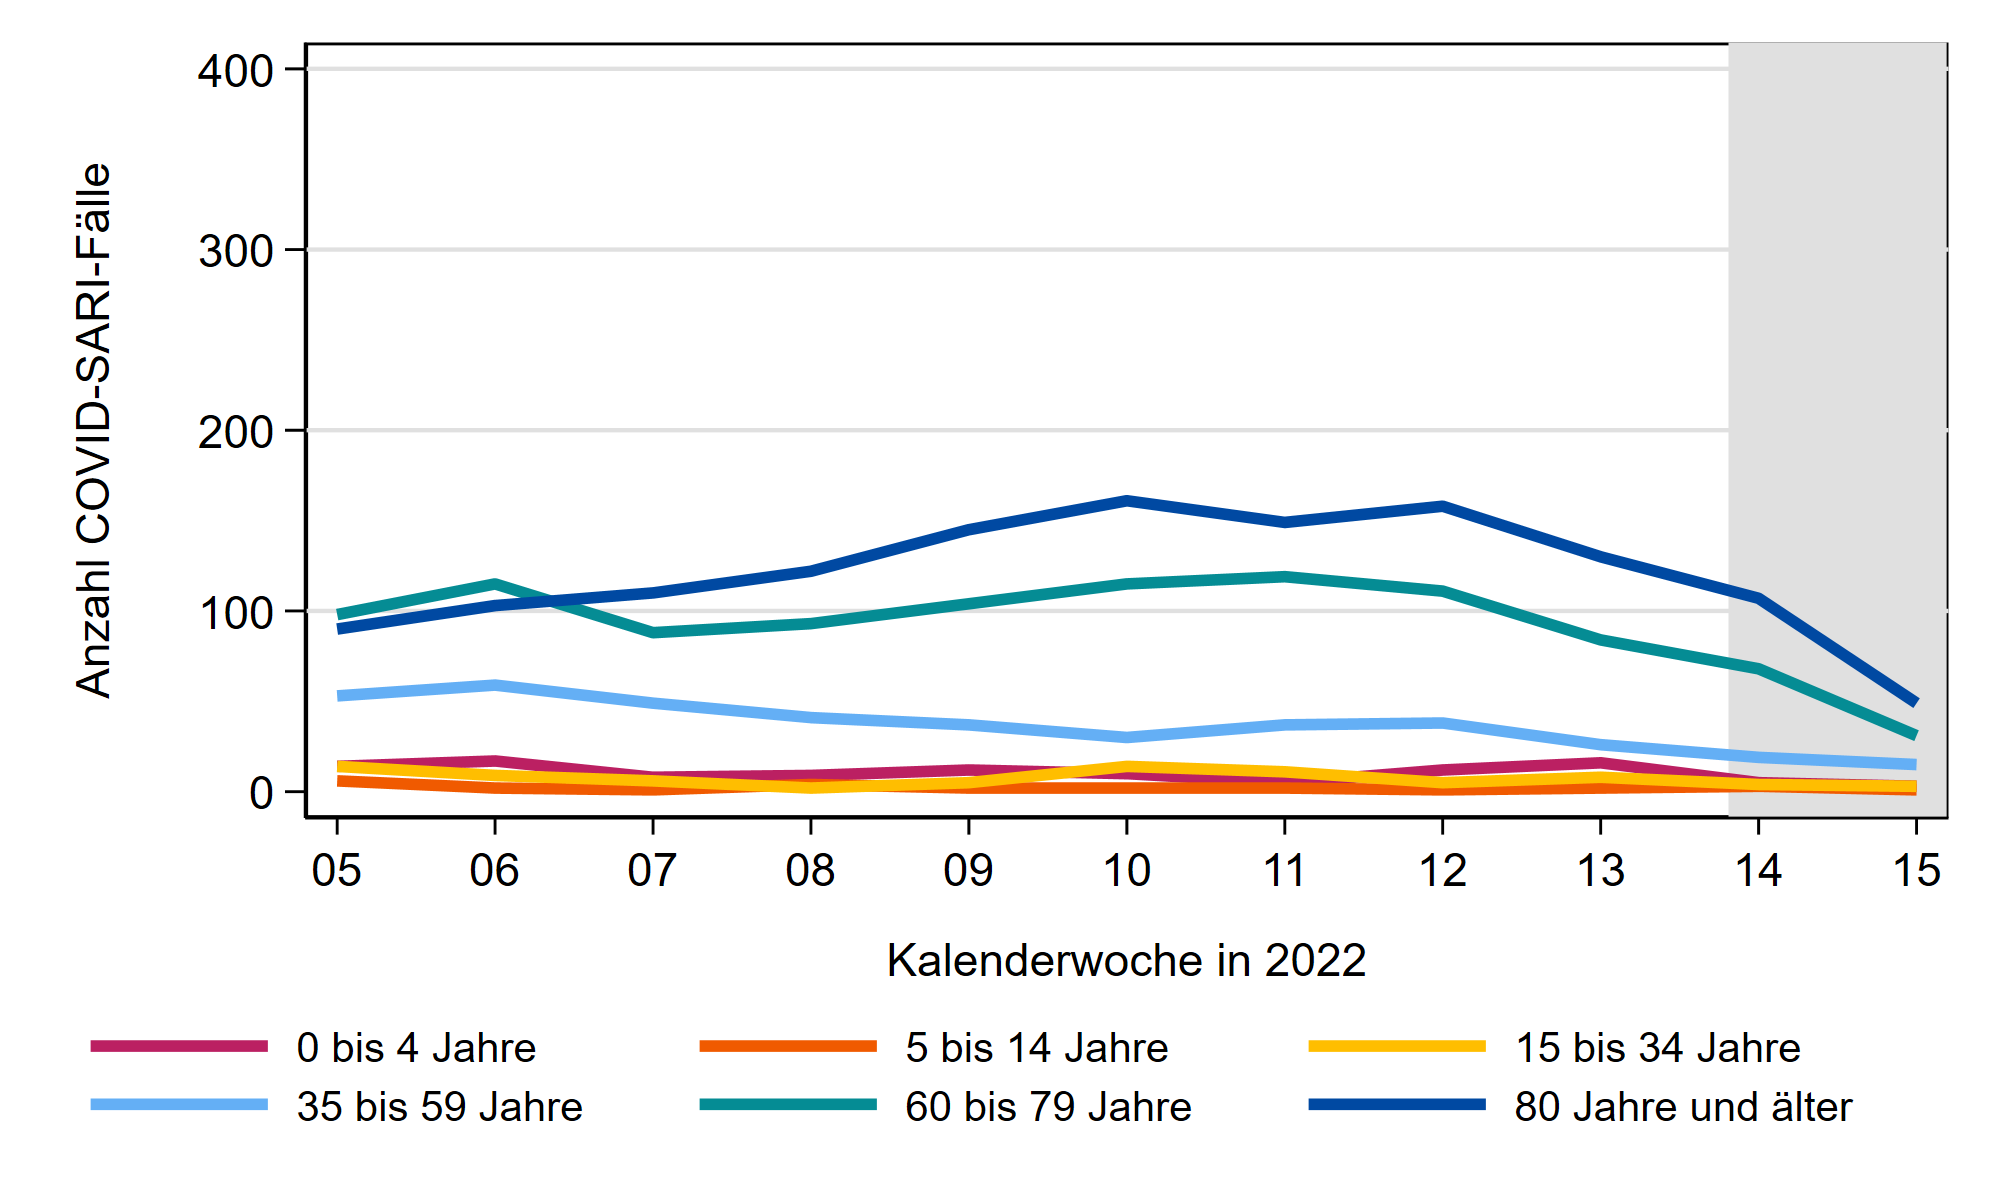 Anzahl COVID-SARI-Fälle
400
300
200
100
0
05 06 07 08 09 10 11 12 13 14 15
Kalenderwoche in 2022
0 bis 4 Jahre 5 bis 14 Jahre 15 bis 34 Jahre
35 bis 59 Jahre 60 bis 79 Jahre 80 Jahre und älter